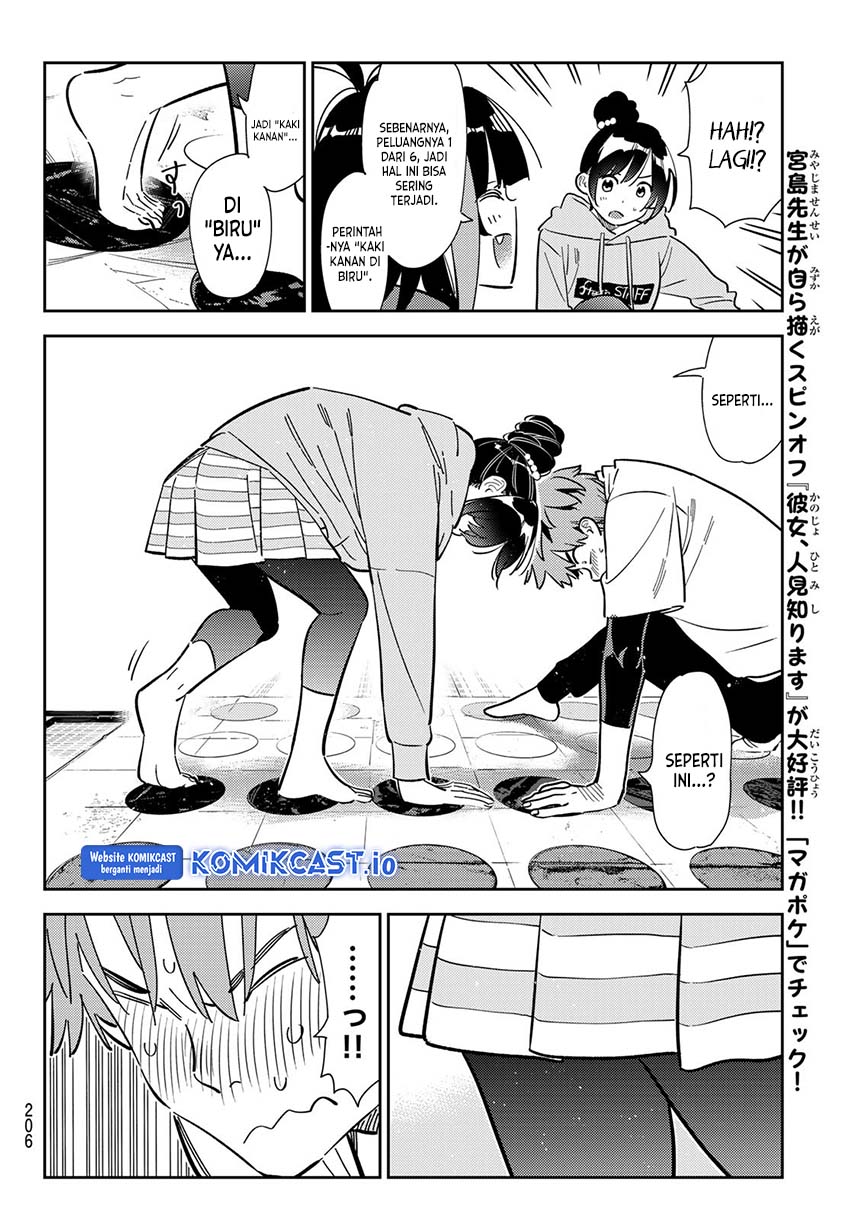 HAH!?
LAGI!?
SEBENARNYA,
PELUANGNYA 1
DARI 6, JADI
HAL INI BISA
SERING
TERJADI.
PERINTAH
-NYA "KAKI
KANAN DI
BIRU".
STAFF
JADI "KAKI
KANAN"...
DI
"BIRU"
YA...
SEPERTI...
SEPERTI
INI...?
Website KOMIKCAST
berganti menjadi
KOMIKCAST.io
……っ!!
宮島先生が自ら描くスピンオフ『彼女、人見知ります』が大好評!!「マガポケ」でチェック!
206